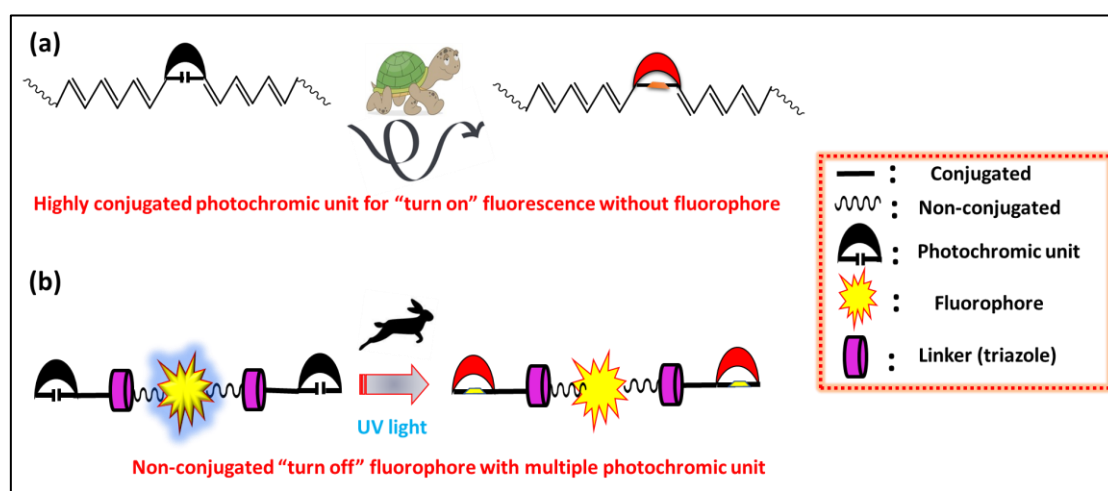 (a)
Highly conjugated photochromic unit for “turn on” fluorescence without fluorophore
(b)
UV light
Non-conjugated “turn off” fluorophore with multiple photochromic unit
: Conjugated
: Non-conjugated
: Photochromic unit
: Fluorophore
: Linker (triazole)